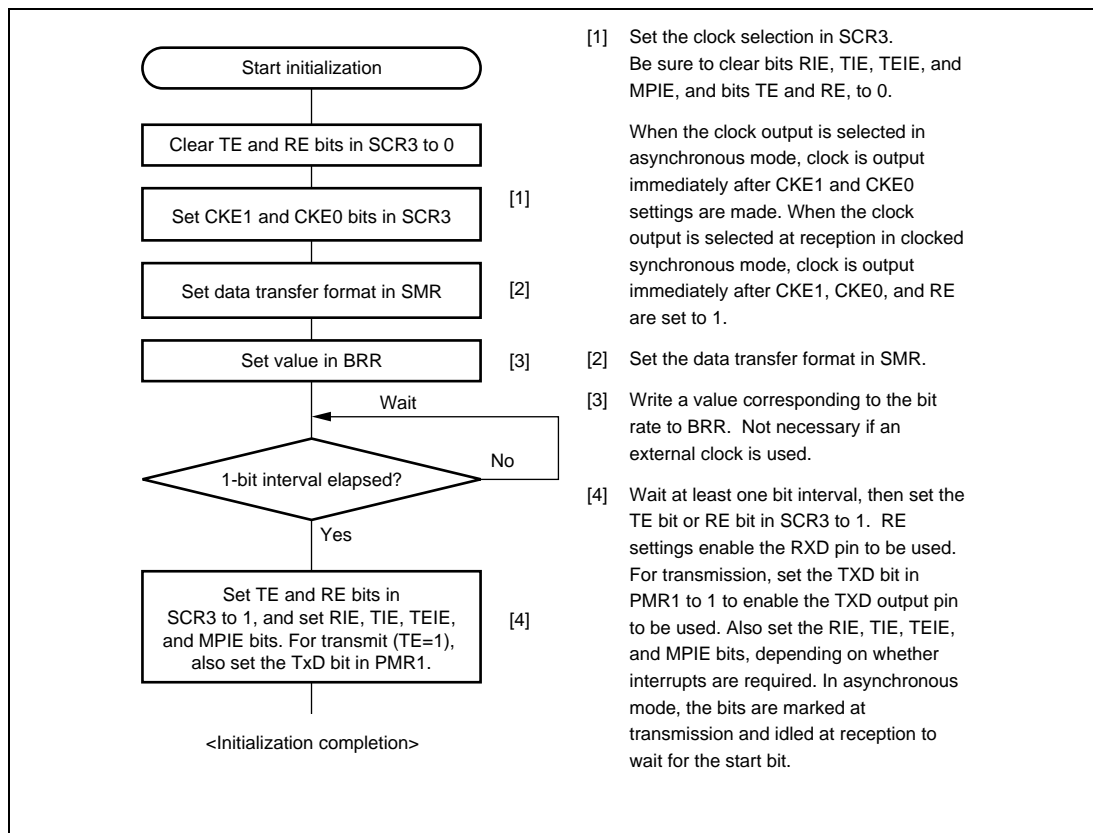 Start initialization
Clear TE and RE bits in SCR3 to 0
Set CKE1 and CKE0 bits in SCR3
[1]
Set data transfer format in SMR
[2]
Set value in BRR
[3]
Wait
No
1-bit interval elapsed?
Yes
Set TE and RE bits in
SCR3 to 1, and set RIE, TIE, TEIE,
and MPIE bits. For transmit (TE=1),
also set the TxD bit in PMR1.
[4]
<Initialization completion>
[1] Set the clock selection in SCR3.
Be sure to clear bits RIE, TIE, TEIE, and
MPIE, and bits TE and RE, to 0.
When the clock output is selected in
asynchronous mode, clock is output
immediately after CKE1 and CKE0
settings are made. When the clock
output is selected at reception in clocked
synchronous mode, clock is output
immediately after CKE1, CKE0, and RE
are set to 1.
[2] Set the data transfer format in SMR.
[3] Write a value corresponding to the bit
rate to BRR. Not necessary if an
external clock is used.
[4] Wait at least one bit interval, then set the
TE bit or RE bit in SCR3 to 1. RE
settings enable the RXD pin to be used.
For transmission, set the TXD bit in
PMR1 to 1 to enable the TXD output pin
to be used. Also set the RIE, TIE, TEIE,
and MPIE bits, depending on whether
interrupts are required. In asynchronous
mode, the bits are marked at
transmission and idled at reception to
wait for the start bit.